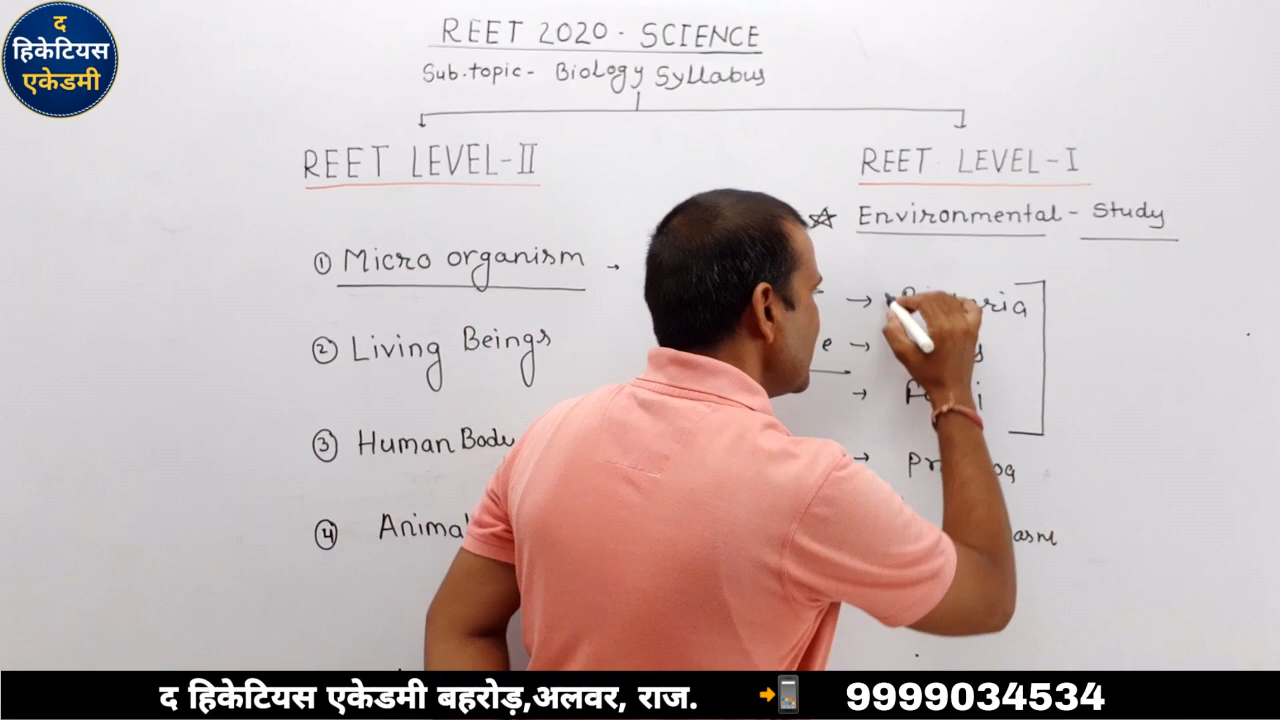 द
हिकेटियस
एकेडमी
REET 2020 - SCIENCE
Sub.topic - Biology Syllabus
REET LEVEL-II
① Micro organism →
② Living Beings
③ Human Body
④
REET LEVEL-I
☆ Environmental - Study
→
→
→
→
द हिकेटियस एकेडमी बहरोड़,अलवर, राज.
9999034534